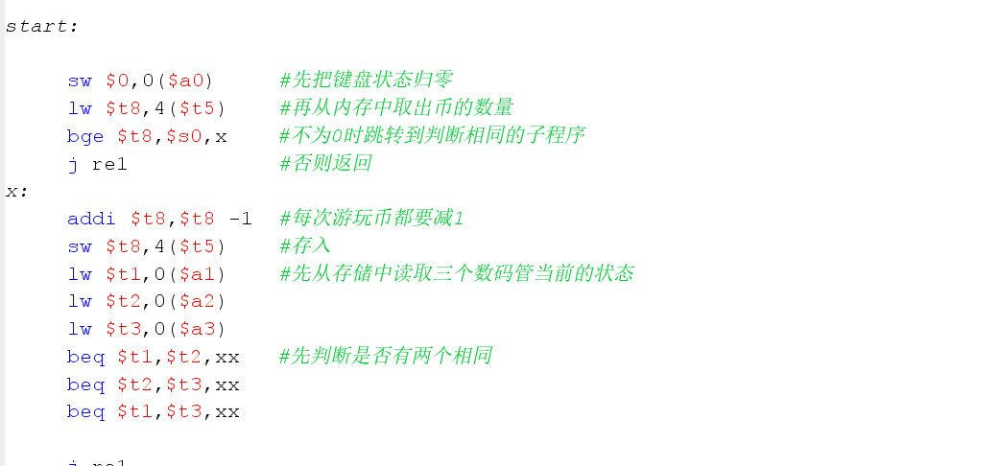 start:
sw $0,0($a0) #先把键盘状态归零
lw $t8,4($t5) #再从内存中取出币的数量
bge $t8,$s0,x #不为0时跳转到判断相同的子程序
j re1 #否则返回
x:
addi $t8,$t8 -1 #每次游玩币都要减1
sw $t8,4($t5) #存入
lw $t1,0($a1) #先从存储中读取三个数码管当前的状态
lw $t2,0($a2)
lw $t3,0($a3)
beq $t1,$t2,xx #先判断是否有两个相同
beq $t2,$t3,xx
beq $t1,$t3,xx
j re1